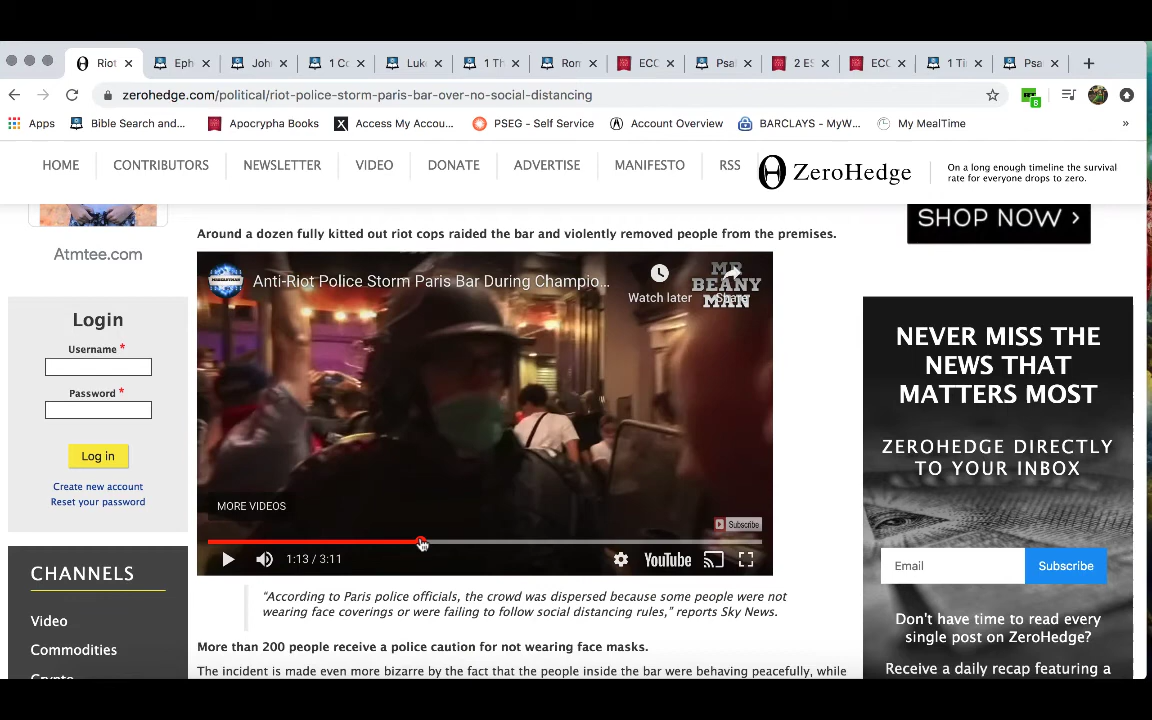 Riot
Eph
John
1 Co
Luke
1 Th
Rom
ECC
Psal
2 ES
ECC
1 Ti
Psal
zerohedge.com/political/riot-police-storm-paris-bar-over-no-social-distancing
8
Apps
Bible Search and...
Apocrypha Books
Access My Accou...
PSEG - Self Service
Account Overview
BARCLAYS - MyW...
My MealTime
»
HOME
CONTRIBUTORS
NEWSLETTER
VIDEO
DONATE
ADVERTISE
MANIFESTO
RSS
ZeroHedge
On a long enough timeline the survival
rate for everyone drops to zero.
Atmtee.com
Around a dozen fully kitted out riot cops raided the bar and violently removed people from the premises.
SHOP NOW >
Anti-Riot Police Storm Paris Bar During Champio...
Watch later
Share
MR
BEANY
MAN
MORE VIDEOS
Subscribe
1:13 / 3:11
YouTube
Login
Username *
Password *
Log in
Create new account
Reset your password
CHANNELS
Video
Commodities
Crypto
"According to Paris police officials, the crowd was dispersed because some people were not
wearing face coverings or were failing to follow social distancing rules," reports Sky News.
More than 200 people receive a police caution for not wearing face masks.
The incident is made even more bizarre by the fact that the people inside the bar were behaving peacefully, while
NEVER MISS THE
NEWS THAT
MATTERS MOST
ZEROHEDGE DIRECTLY
TO YOUR INBOX
Email
Subscribe
Don't have time to read every
single post on ZeroHedge?
Receive a daily recap featuring a